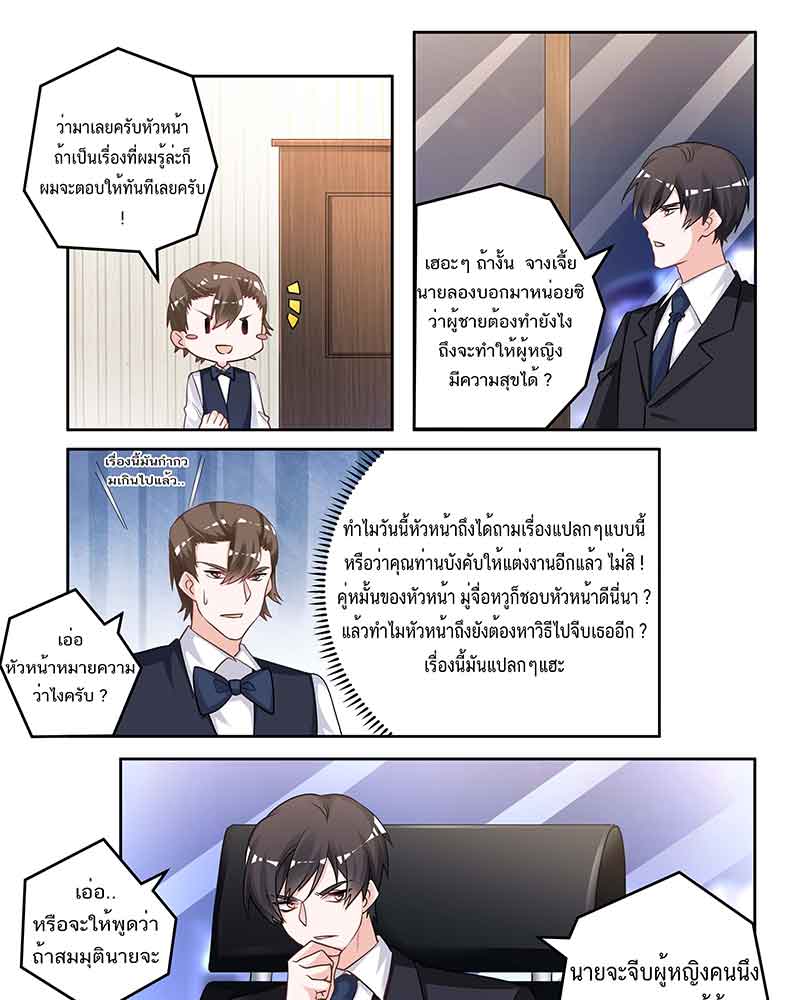 ว่ามาเลยครับหัวหน้า
ถ้าเป็นเรื่องที่ผมรู้ล่ะก็
ผมจะตอบให้ทันทีเลยครับ
!
เฮอะๆ ถ้างั้น จางเจี้ย
นายลองบอกมาหน่อยซิ
ว่าผู้ชายต้องทำยังไง
ถึงจะทำให้ผู้หญิง
มีความสุขได้ ?
เรื่องนี้มันกำกว
มเกินไปแล้ว..
ทำไมวันนี้หัวหน้าถึงได้ถามเรื่องแปลกๆแบบนี้
หรือว่าคุณท่านบังคับให้แต่งงานอีกแล้ว ไม่สิ !
คู่หมั้นของหัวหน้า มู่จื่อหวูก็ชอบหัวหน้าดีนี่นา ?
แล้วทำไมหัวหน้าถึงยังต้องหาวิธีไปจีบเธออีก ?
เรื่องนี้มันแปลกๆแฮะ
เอ่อ
หัวหน้าหมายความ
ว่าไงครับ ?
เอ่อ..
หรือจะให้พูดว่า
ถ้าสมมุตินายจะ
นายจะจีบผู้หญิงคนนึง